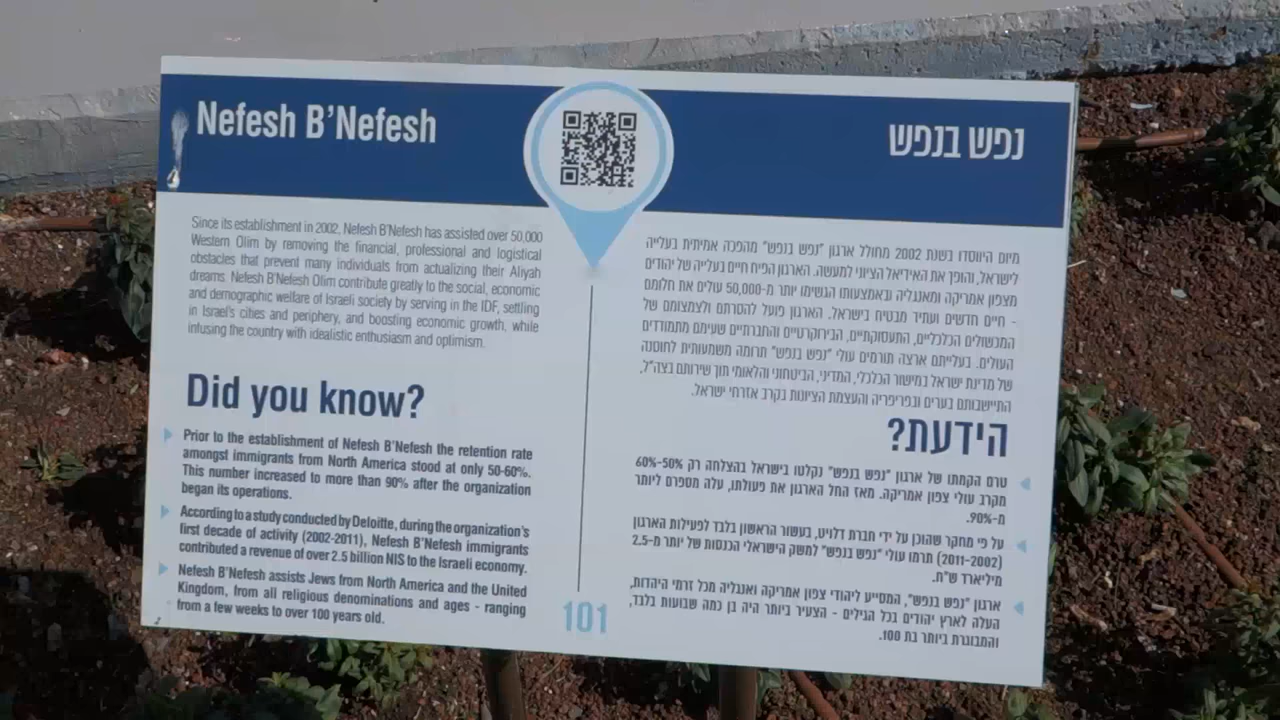 Nefesh B'Nefesh
Since its establishment in 2002, Nefesh B'Nefesh has assisted over 50,000
Western Olim by removing the financial, professional and logistical
obstacles that prevent many individuals from actualizing their Aliyah
dreams. Nefesh B'Nefesh Olim contribute greatly to the social, economic
and demographic welfare of Israeli society by serving in the IDF, settling
in Israel's cities and periphery, and boosting economic growth, while
infusing the country with idealistic enthusiasm and optimism.
Did you know?
Prior to the establishment of Nefesh B'Nefesh the retention rate
amongst immigrants from North America stood at only 50-60%.
This number increased to more than 90% after the organization
began its operations.
According to a study conducted by Deloitte, during the organization's
first decade of activity (2002-2011), Nefesh B'Nefesh immigrants
contributed a revenue of over 2.5 billion NIS to the Israeli economy.
Nefesh B'Nefesh assists Jews from North America and the United
Kingdom, from all religious denominations and ages - ranging
from a few weeks to over 100 years old.
101
נפש בנפש
מיום היווסדו בשנת 2002 מחולל ארגון "נפש בנפש" מהפכה אמיתית בעלייה
לישראל, והופך את האידיאל הציוני למעשה. הארגון הפיח חיים בעלייה של יהודים
מצפון אמריקה ומאנגליה ובאמצעותו הגשימו יותר מ-50,000 עולים את חלומם
- חיים חדשים ועתיד מבטיח בישראל. הארגון פועל להסרתם ולצמצומם של
המכשולים הכלכליים, התעסוקתיים, הבירוקרטיים והחברתיים שעימם מתמודדים
העולים. בעלייתם ארצה תורמים עולי "נפש בנפש" תרומה משמעותית לחוסנה
של מדינת ישראל במישור הכלכלי, המדיני, הביטחוני והלאומי תוך שירותם בצה"ל,
התיישבותם בערים ובפריפריה והעצמת הציונות בקרב אזרחי ישראל.
הידעת?
טרם הקמתו של ארגון "נפש בנפש" נקלטו בישראל בהצלחה רק 50%-60%
מקרב עולי צפון אמריקה. מאז החל הארגון את פעולתו, עלה מספרם ליותר
מ-90%.
על פי מחקר שהוכן על ידי חברת דלויט, בעשור הראשון בלבד לפעילות הארגון
(2011-2002) תרמו עולי "נפש בנפש" למשק הישראלי הכנסות של יותר מ-2.5
מיליארד ש"ח.
ארגון "נפש בנפש", המסייע ליהודי צפון אמריקה ואנגליה מכל זרמי היהדות,
העלה לארץ יהודים בכל הגילים - הצעיר ביותר היה בן כמה שבועות בלבד,
והמבוגרת ביותר בת 100.